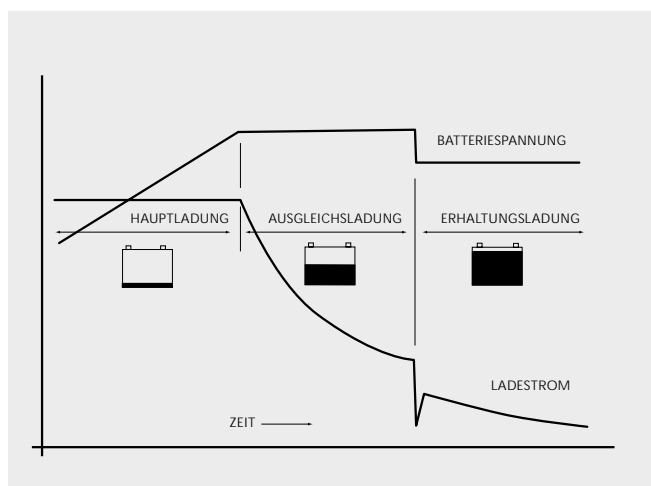 BATTERIESPANNUNG
HAUPTLADUNG
AUSGLEICHSLADUNG
ERHALTUNGSLADUNG
LADESTROM
ZEIT